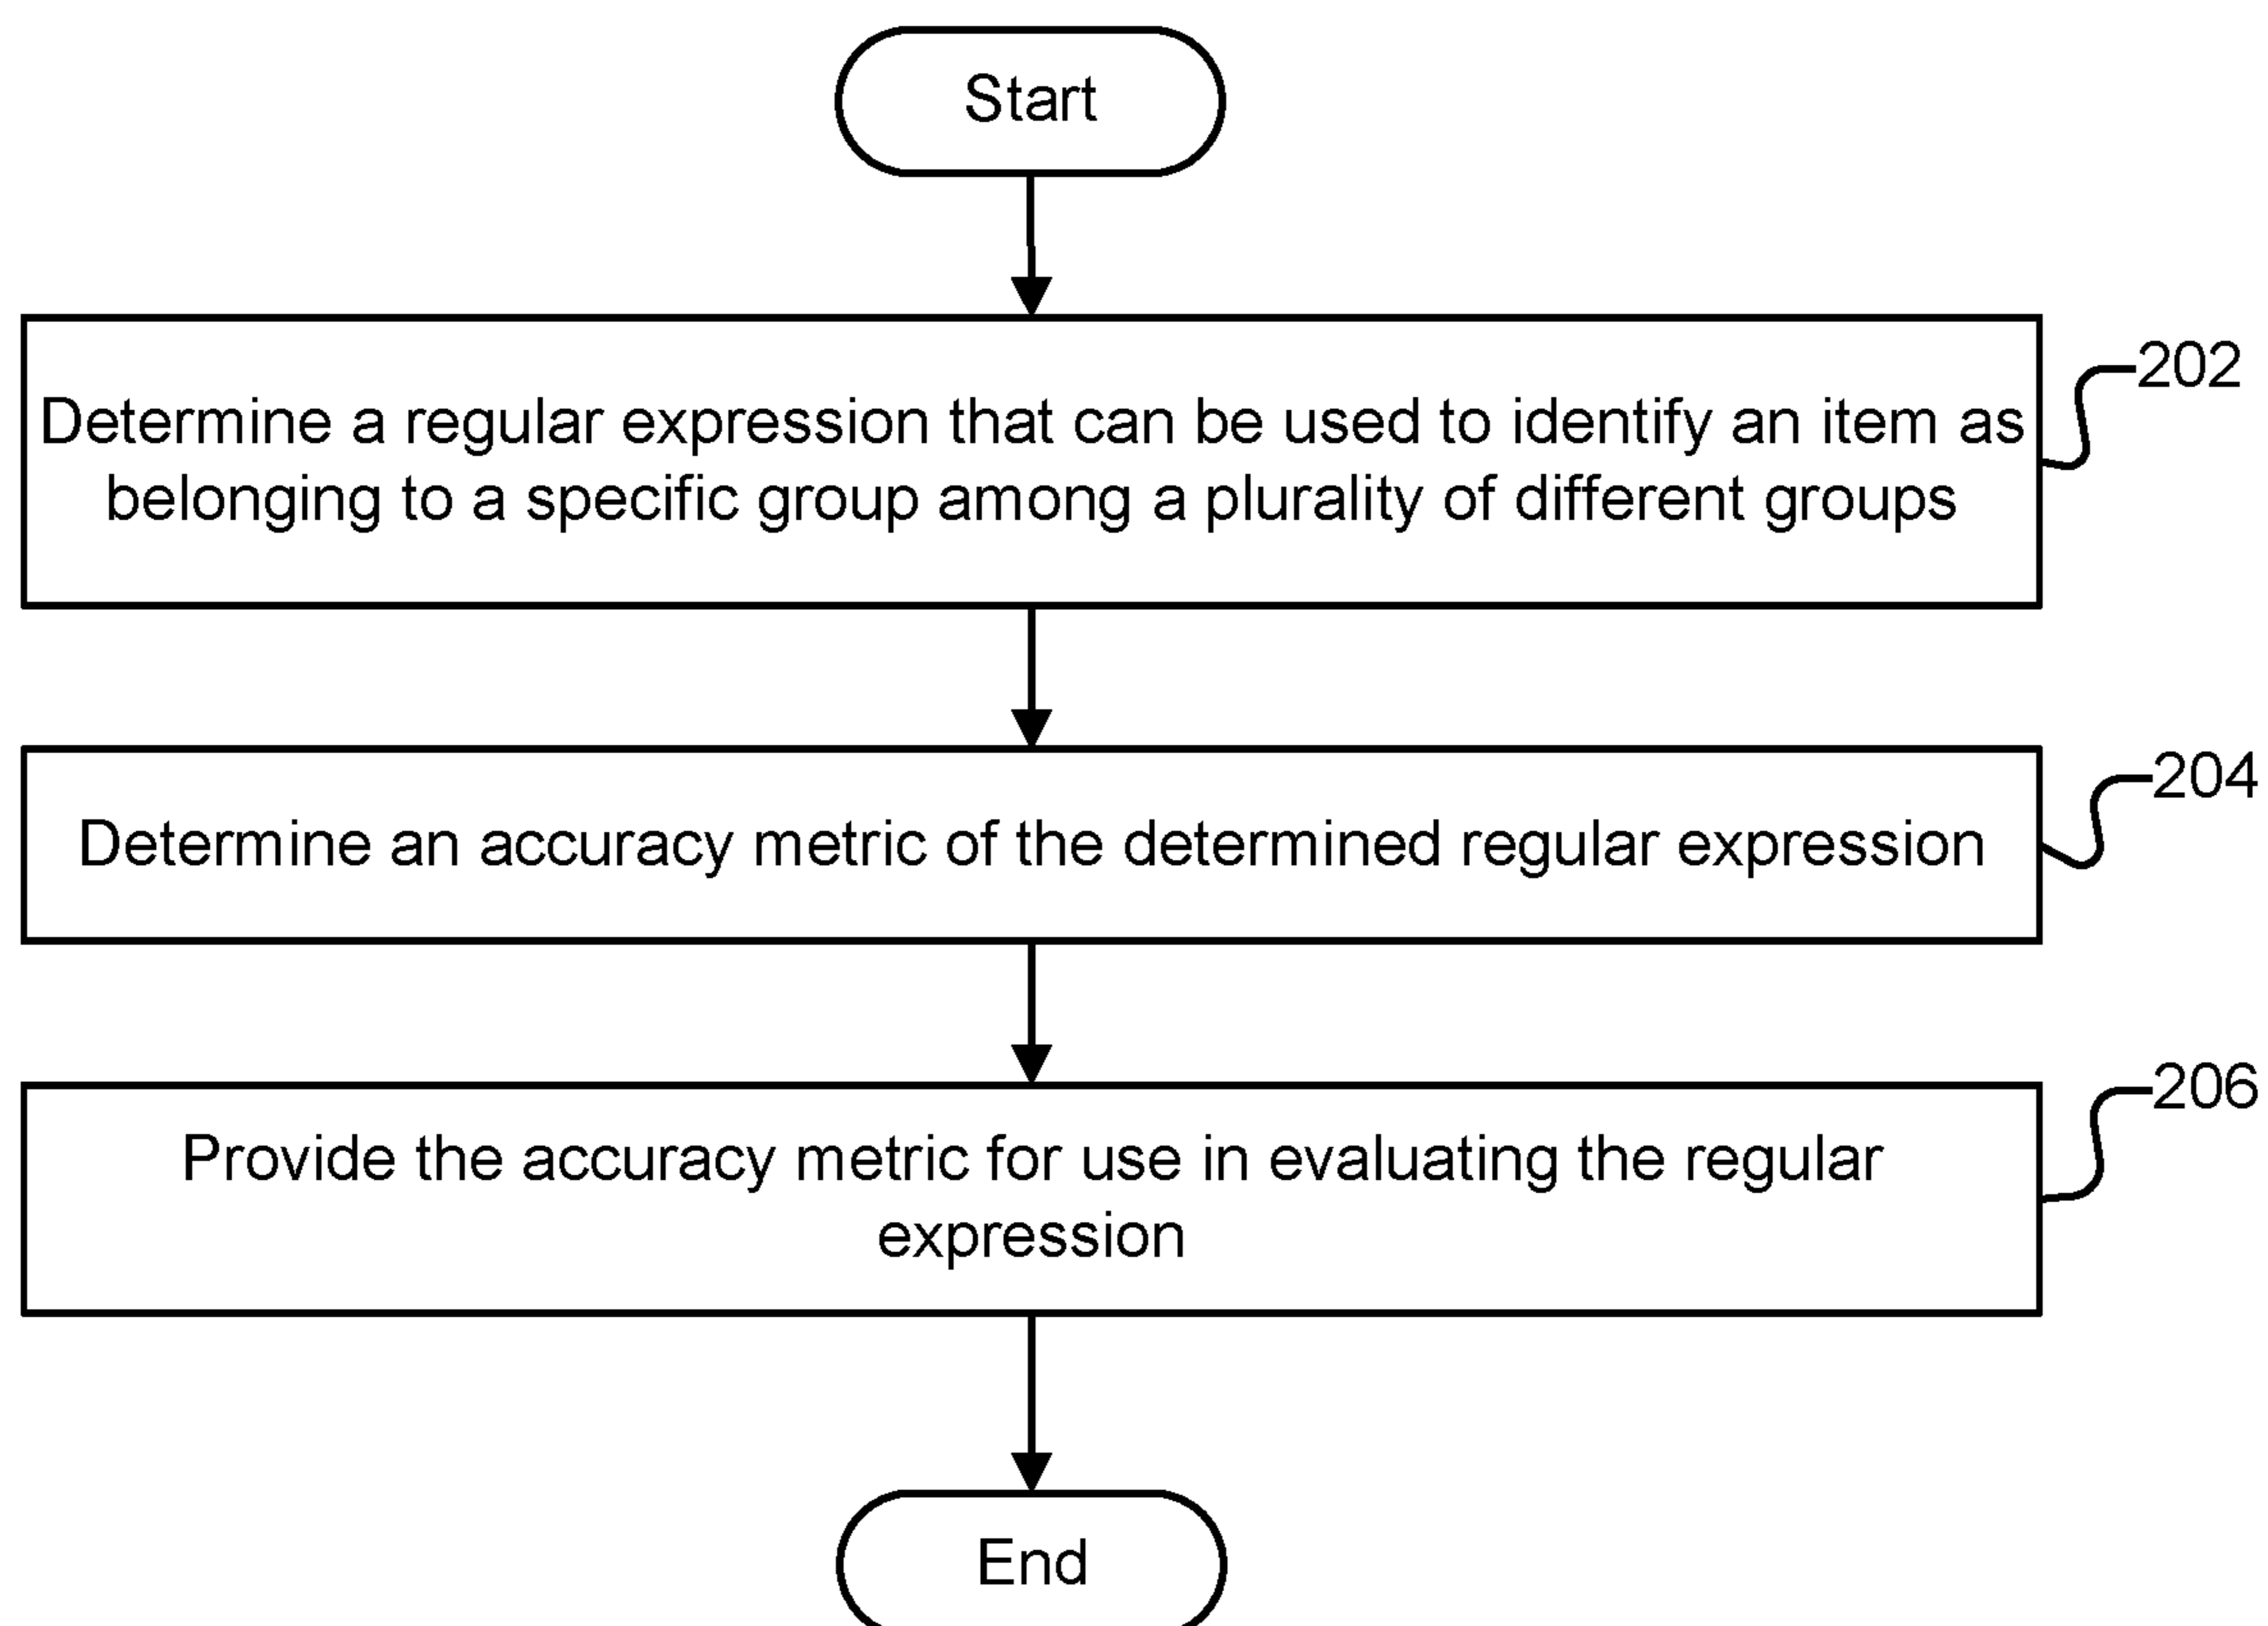 Start
Determine a regular expression that can be used to identify an item as
belonging to a specific group among a plurality of different groups
202
Determine an accuracy metric of the determined regular expression
204
Provide the accuracy metric for use in evaluating the regular
expression
206
End